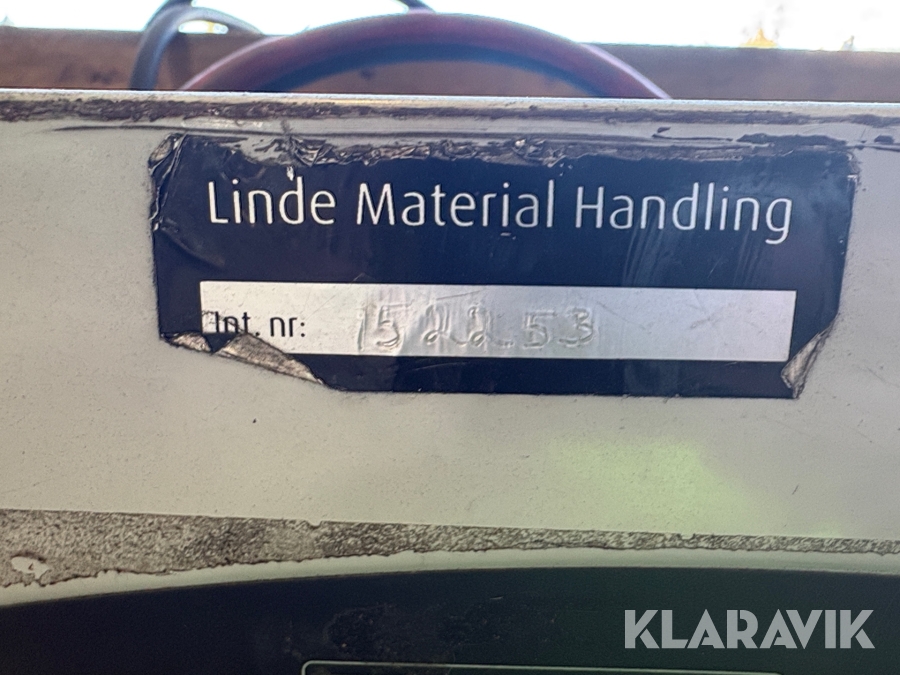 Linde Material Handling
Int. nr: 152253
KLARAVIK